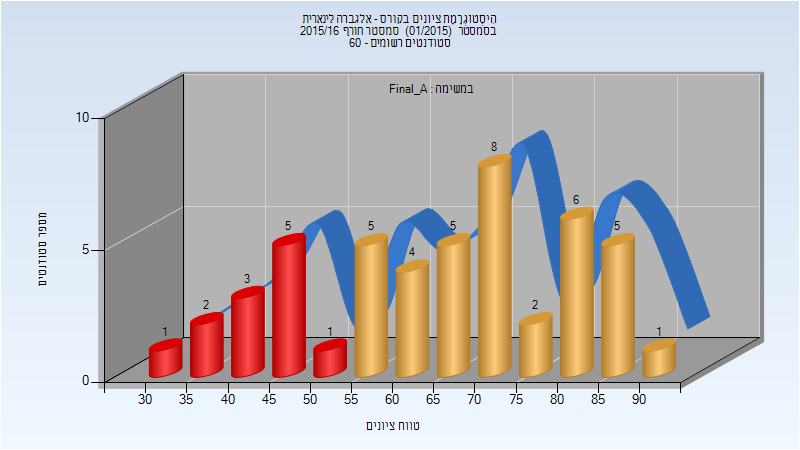 היסטוגרמת ציונים בקורס - אלגברה לינארית
בסמסטר (01/2015) סמסטר חורף 2015/16
סטודנטים רשומים - 60
במשימה : Final_A
מספר סטודנטים
10
5
0
1
2
3
5
1
5
4
5
8
2
6
5
1
30 35 40 45 50 55 60 65 70 75 80 85 90
טווח ציונים